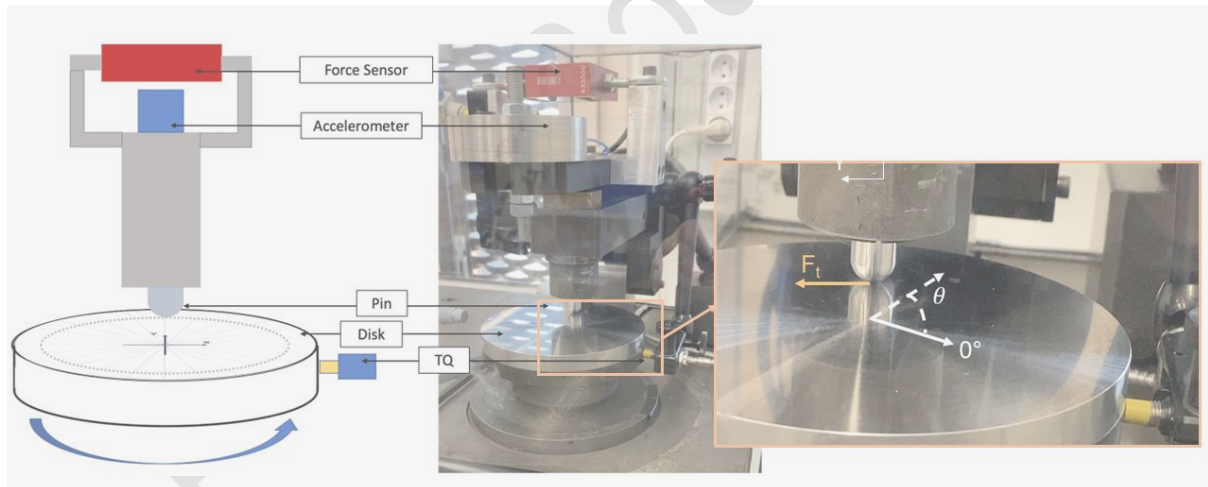 Force Sensor
Accelerometer
Pin
Disk
TQ
Fₜ
θ
0°